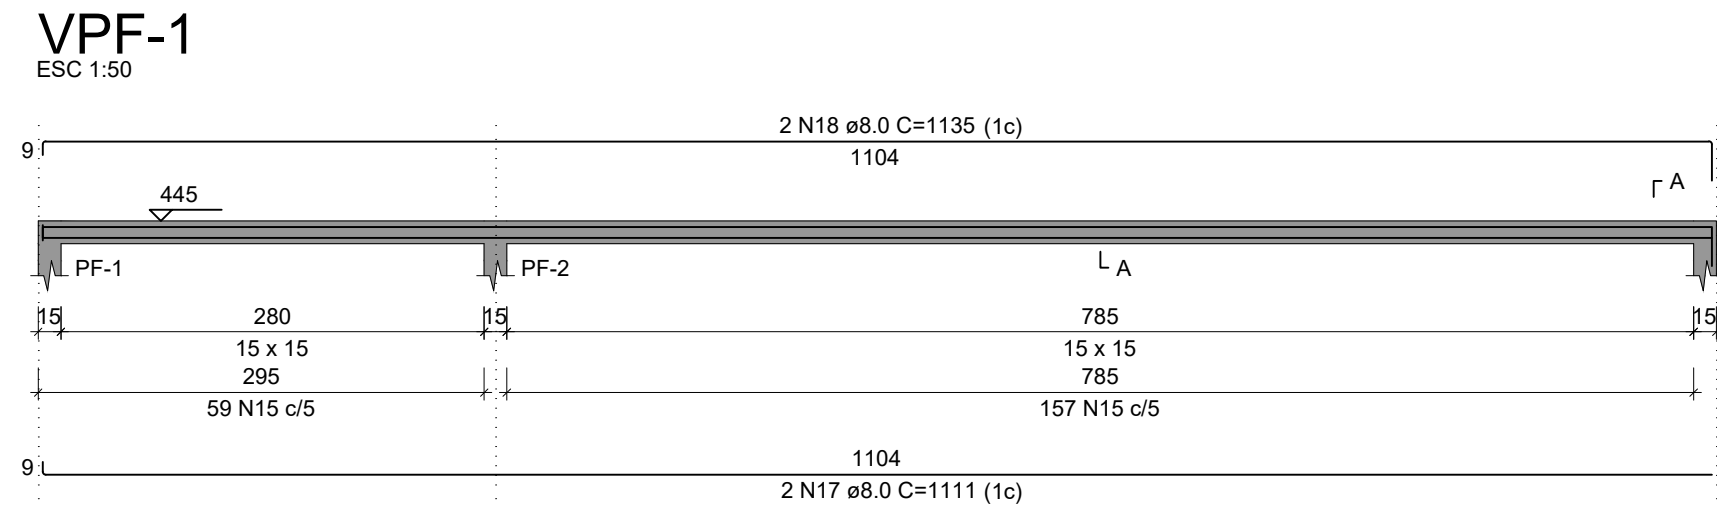 VPF-1
ESC 1:50
2 N18 ø8.0 C=1135 (1c)
9
1104
A
445
PF-1
PF-2
A
15
280
15
785
15
15 x 15
15 x 15
295
785
59 N15 c/5
157 N15 c/5
9
1104
2 N17 ø8.0 C=1111 (1c)